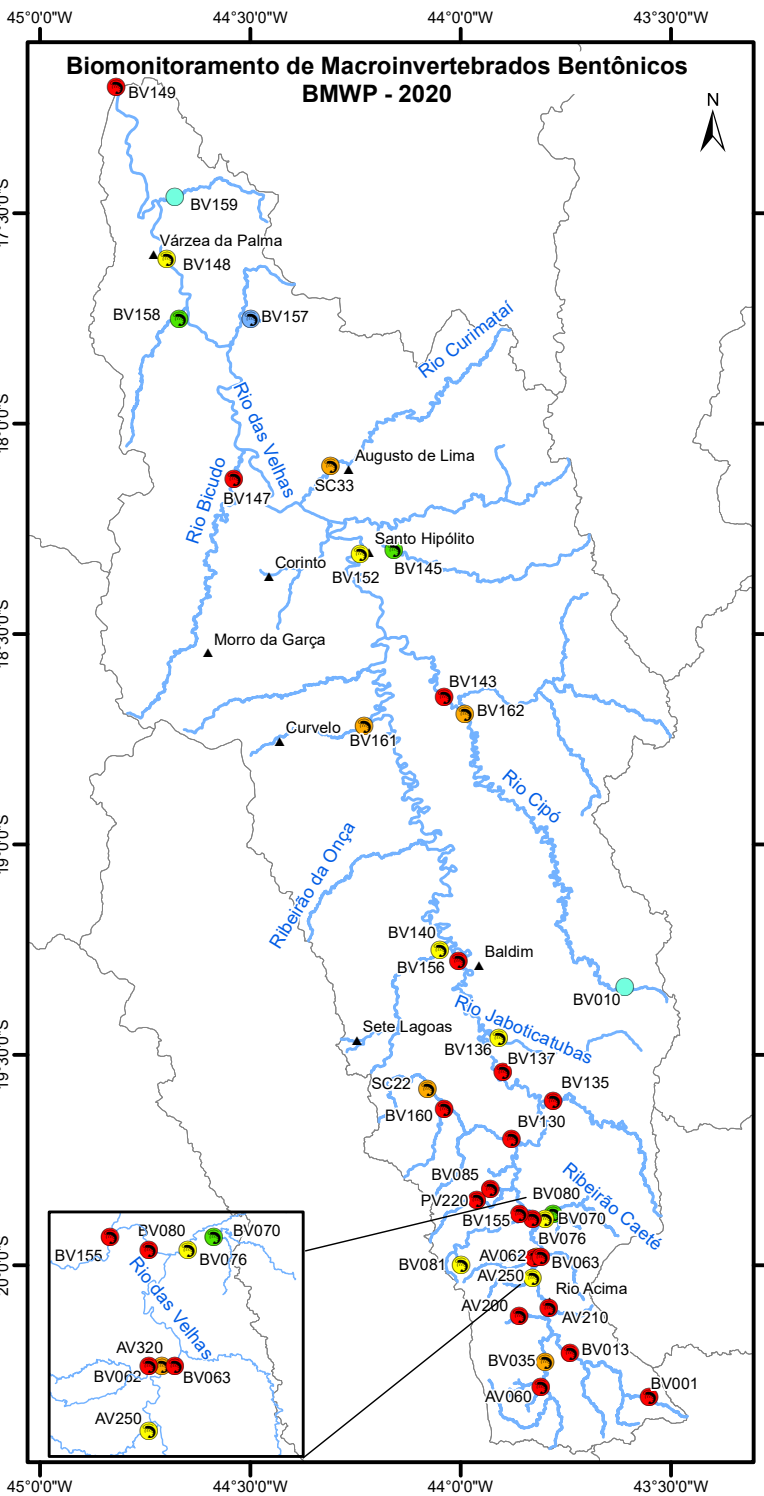 45°0'0"W 44°30'0"W 44°0'0"W 43°30'0"W
Biomonitoramento de Macroinvertebrados Bentônicos
BMWP - 2020
N
BV149
BV159
17°30'0"S
Várzea da Palma
BV148
BV158
BV157
Rio Curimataí
Rio das Velhas
18°0'0"S
Augusto de Lima
SC33
Rio Bicudo
BV147
Santo Hipólito
BV152
BV145
Corinto
18°30'0"S
Morro da Garça
BV143
BV162
Curvelo
BV161
Rio Cipó
19°0'0"S
Ribeirão da Onça
BV140
Baldim
BV156
BV010
Rio Jaboticatubas
Sete Lagoas
BV136
BV137
19°30'0"S
SC22
BV135
BV160
BV130
Ribeirão Caeté
BV085
PV220
BV080
BV155
BV070
BV076
AV062
BV063
BV081
AV250
20°0'0"S
Rio Acima
AV200
AV210
BV013
BV035
AV060
BV001
BV080
BV070
BV155
BV076
Rio das Velhas
AV320
BV062
BV063
AV250
45°0'0"W 44°30'0"W 44°0'0"W 43°30'0"W